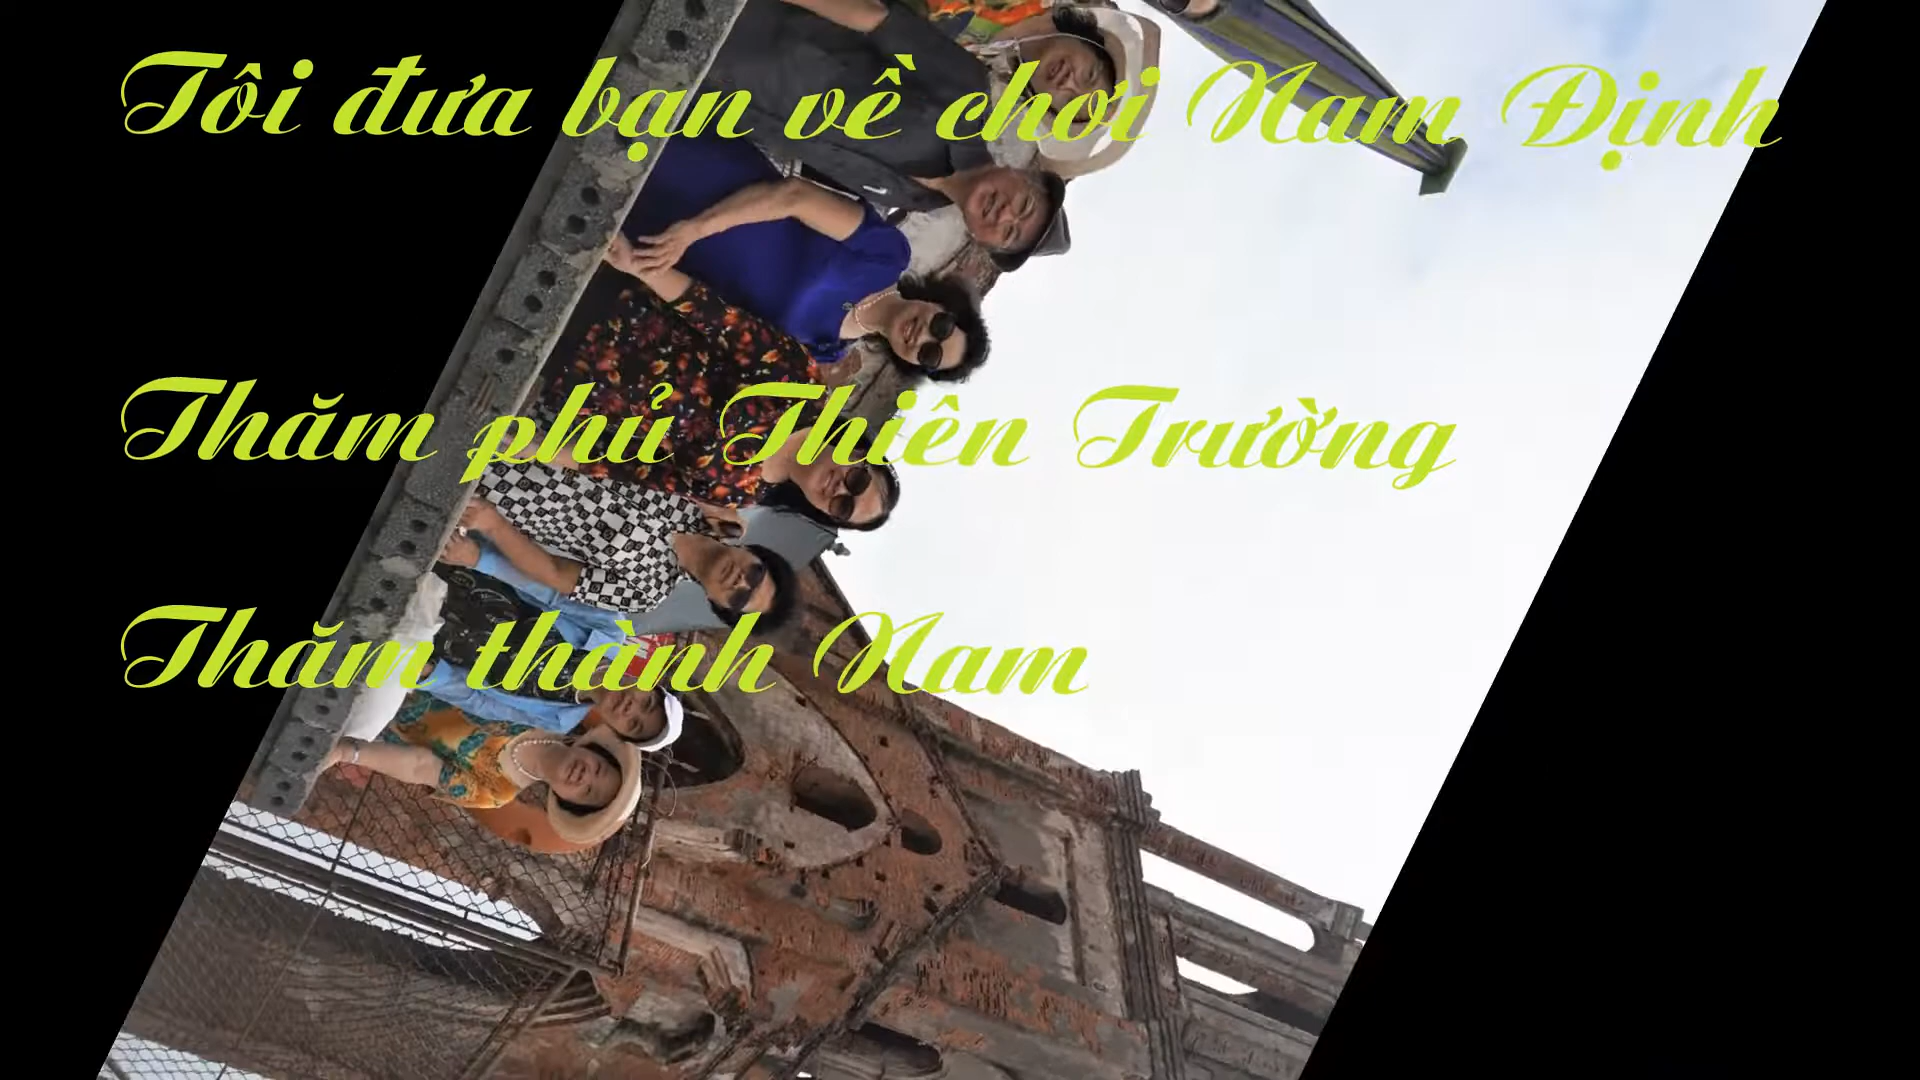 Tôi đưa bạn về chơi Nam Định
Thăm phủ Thiên Trường
Thăm thành Nam